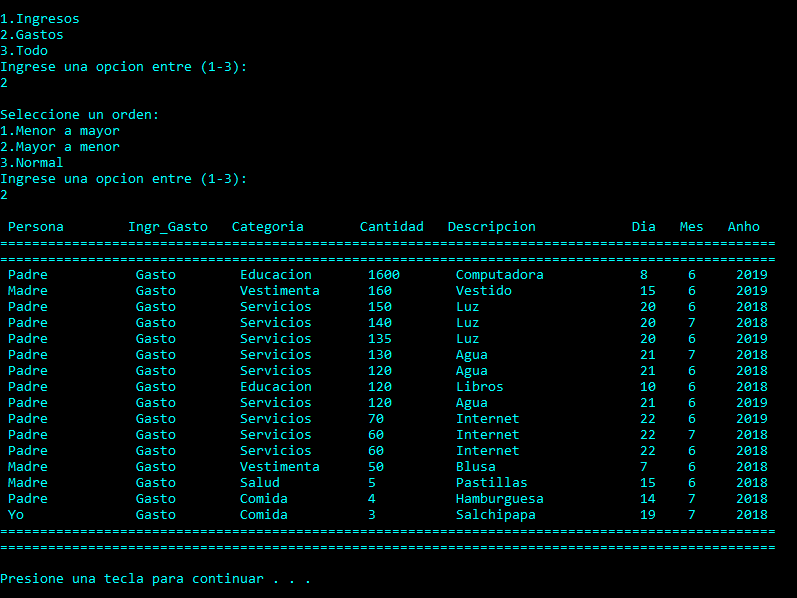 1.Ingresos
2.Gastos
3.Todo
Ingrese una opcion entre (1-3):
2
Seleccione un orden:
1.Menor a mayor
2.Mayor a menor
3.Normal
Ingrese una opcion entre (1-3):
2
Persona Ingr_Gasto Categoria Cantidad Descripcion Dia Mes Anho
=================================================================================================
=================================================================================================
Padre Gasto Educacion 1600 Computadora 8 6 2019
Madre Gasto Vestimenta 160 Vestido 15 6 2019
Padre Gasto Servicios 150 Luz 20 6 2018
Padre Gasto Servicios 140 Luz 20 7 2018
Padre Gasto Servicios 135 Luz 20 6 2019
Padre Gasto Servicios 130 Agua 21 7 2018
Padre Gasto Servicios 120 Agua 21 6 2018
Padre Gasto Educacion 120 Libros 10 6 2018
Padre Gasto Servicios 120 Agua 21 6 2019
Padre Gasto Servicios 70 Internet 22 6 2019
Padre Gasto Servicios 60 Internet 22 7 2018
Padre Gasto Servicios 60 Internet 22 6 2018
Madre Gasto Vestimenta 50 Blusa 7 6 2018
Madre Gasto Salud 5 Pastillas 15 6 2018
Padre Gasto Comida 4 Hamburguesa 14 7 2018
Yo Gasto Comida 3 Salchipapa 19 7 2018
=================================================================================================
=================================================================================================
Presione una tecla para continuar . . .